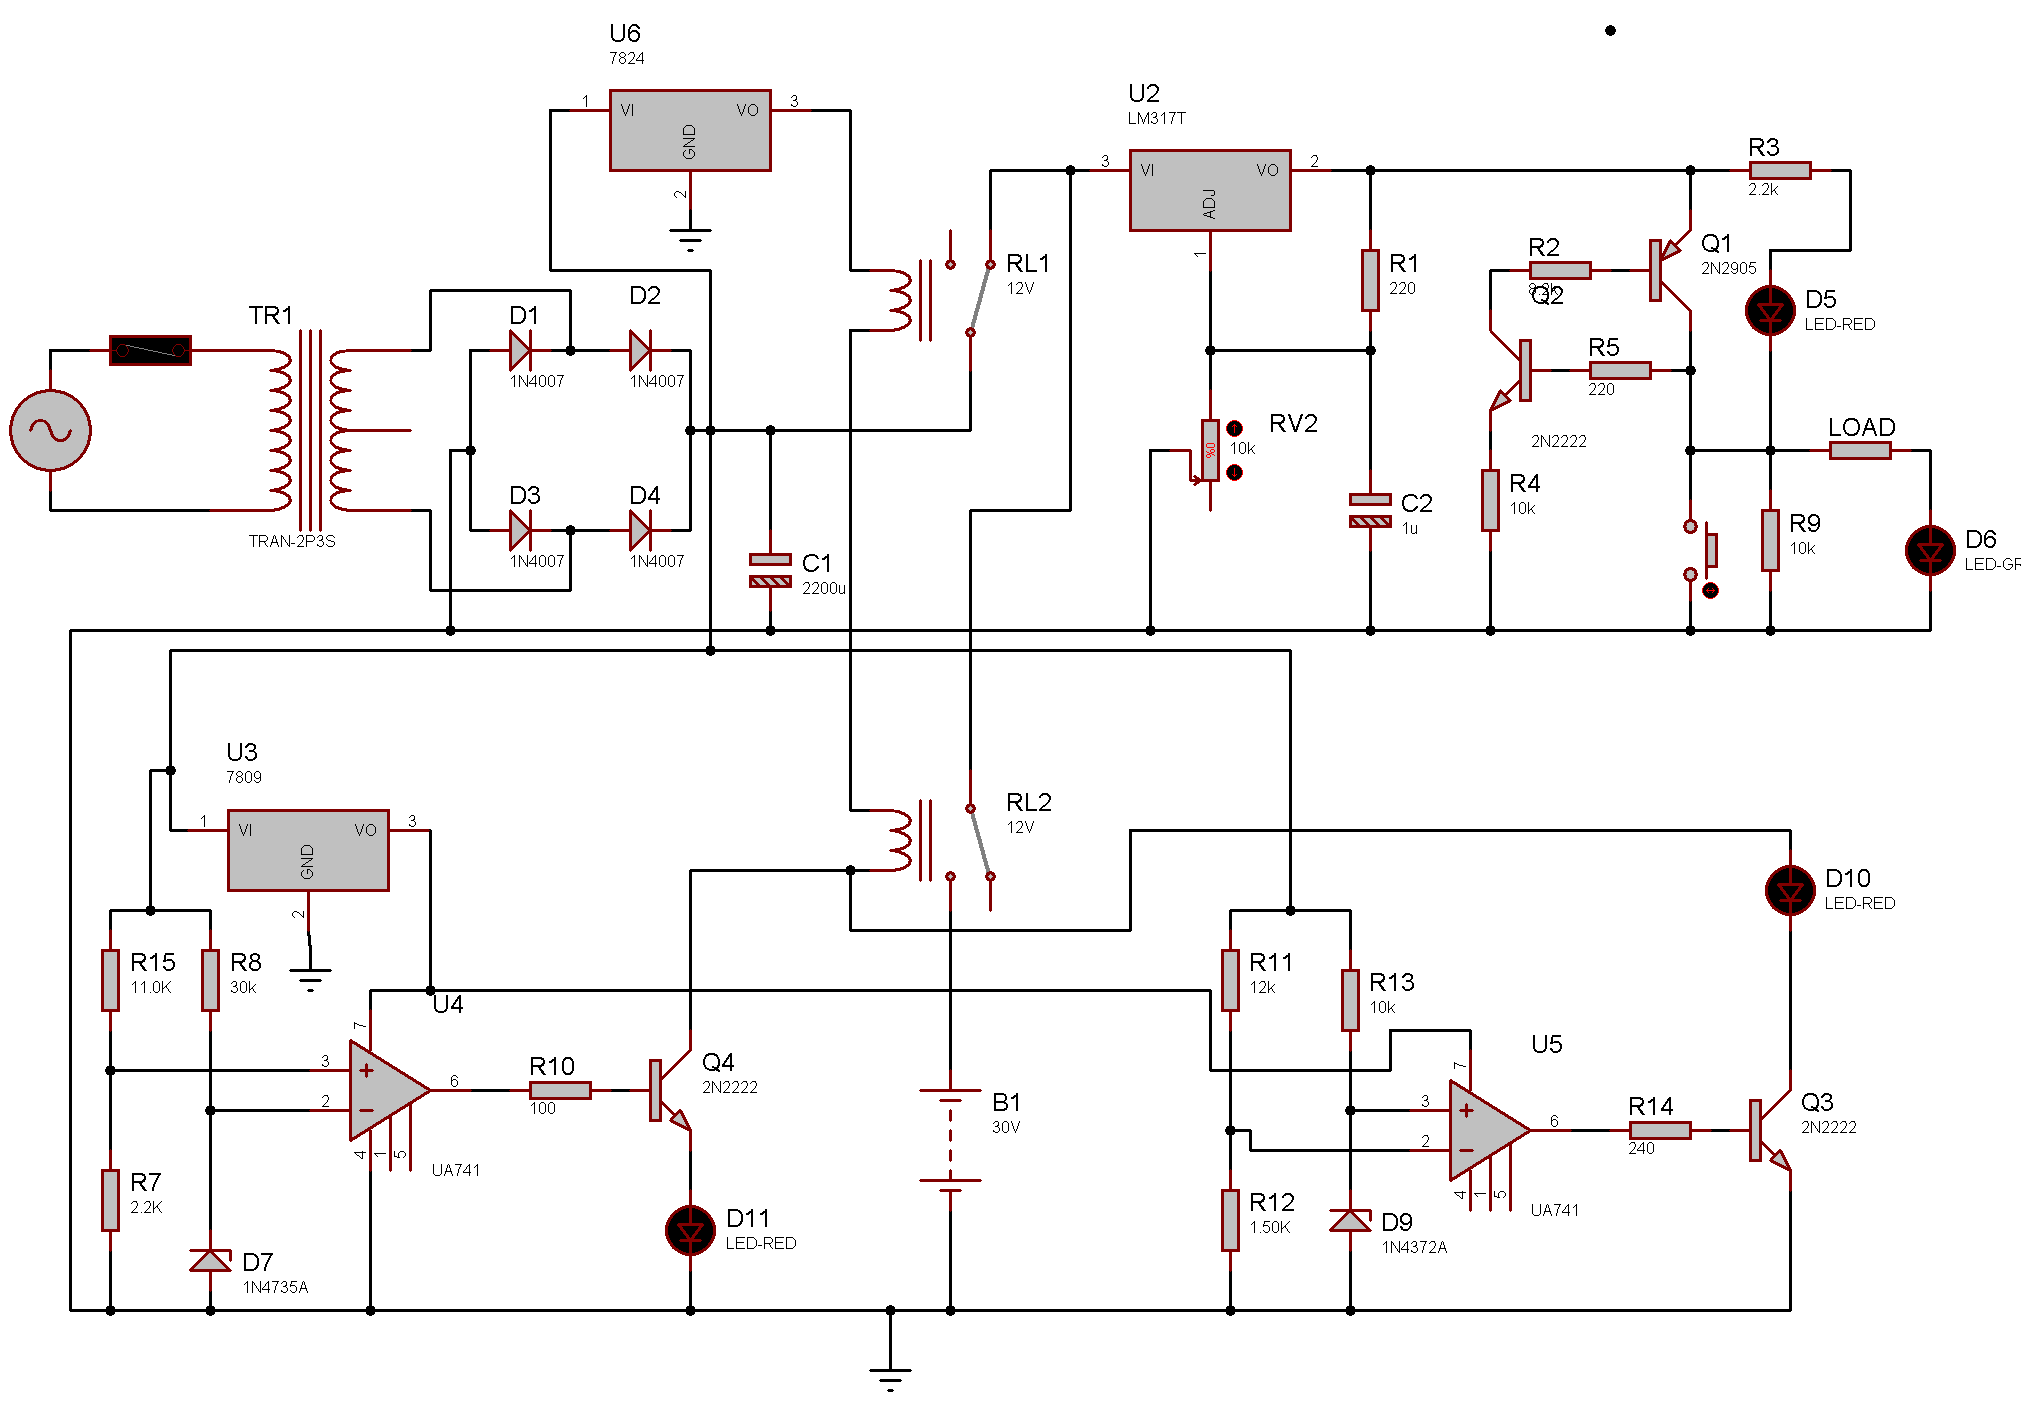 U6
7824
1
VI
VO
3
GND
2
U2
LM317T
3
VI
VO
2
ADJ
1
R3
2.2k
R2
8.2k
Q1
2N2905
Q2
2N2222
R5
220
D5
LED-RED
RL1
12V
R1
220
TR1
TRAN-2P3S
D1
1N4007
D2
1N4007
D3
1N4007
D4
1N4007
C1
2200u
RV2
10k
%0
C2
1u
R4
10k
LOAD
R9
10k
D6
LED-GR
U3
7809
1
VI
VO
3
GND
2
RL2
12V
D10
LED-RED
R15
11.0K
R8
30k
U4
7
3
2
6
4
1
5
UA741
R10
100
Q4
2N2222
R7
2.2K
D7
1N4735A
D11
LED-RED
B1
30V
R11
12k
R13
10k
U5
7
3
2
6
4
1
5
UA741
R14
240
Q3
2N2222
R12
1.50K
D9
1N4372A